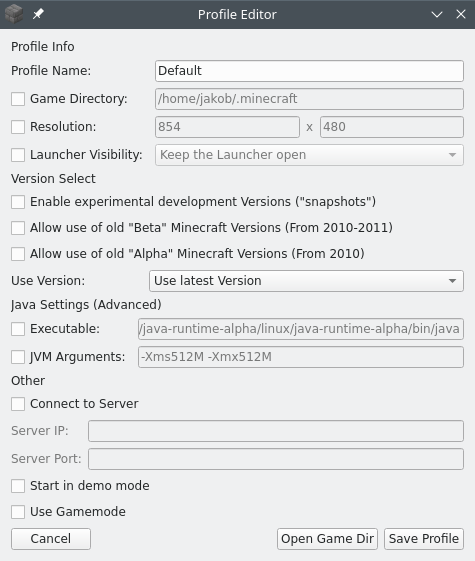 Profile Editor
Profile Info
Profile Name: Default
Game Directory: /home/jakob/.minecraft
Resolution: 854 x 480
Launcher Visibility: Keep the Launcher open
Version Select
Enable experimental development Versions ("snapshots")
Allow use of old "Beta" Minecraft Versions (From 2010-2011)
Allow use of old "Alpha" Minecraft Versions (From 2010)
Use Version: Use latest Version
Java Settings (Advanced)
Executable: /java-runtime-alpha/linux/java-runtime-alpha/bin/java
JVM Arguments: -Xms512M -Xmx512M
Other
Connect to Server
Server IP:
Server Port:
Start in demo mode
Use Gamemode
Cancel Open Game Dir Save Profile